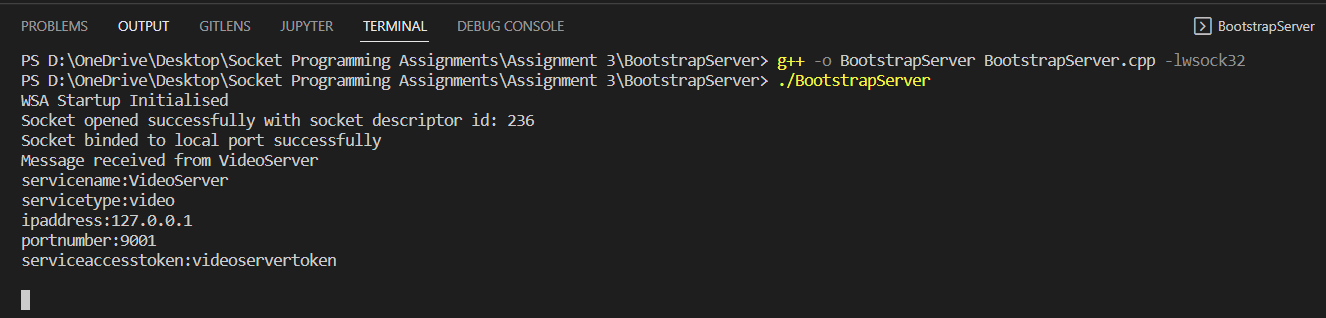 PROBLEMS OUTPUT GITLENS JUPYTER TERMINAL DEBUG CONSOLE BootstrapServer
PS D:\OneDrive\Desktop\Socket Programming Assignments\Assignment 3\BootstrapServer> g++ -o BootstrapServer BootstrapServer.cpp -lwsock32
PS D:\OneDrive\Desktop\Socket Programming Assignments\Assignment 3\BootstrapServer> ./BootstrapServer
WSA Startup Initialised
Socket opened successfully with socket descriptor id: 236
Socket binded to local port successfully
Message received from VideoServer
servicename:VideoServer
servicetype:video
ipaddress:127.0.0.1
portnumber:9001
serviceaccesstoken:videoservertoken